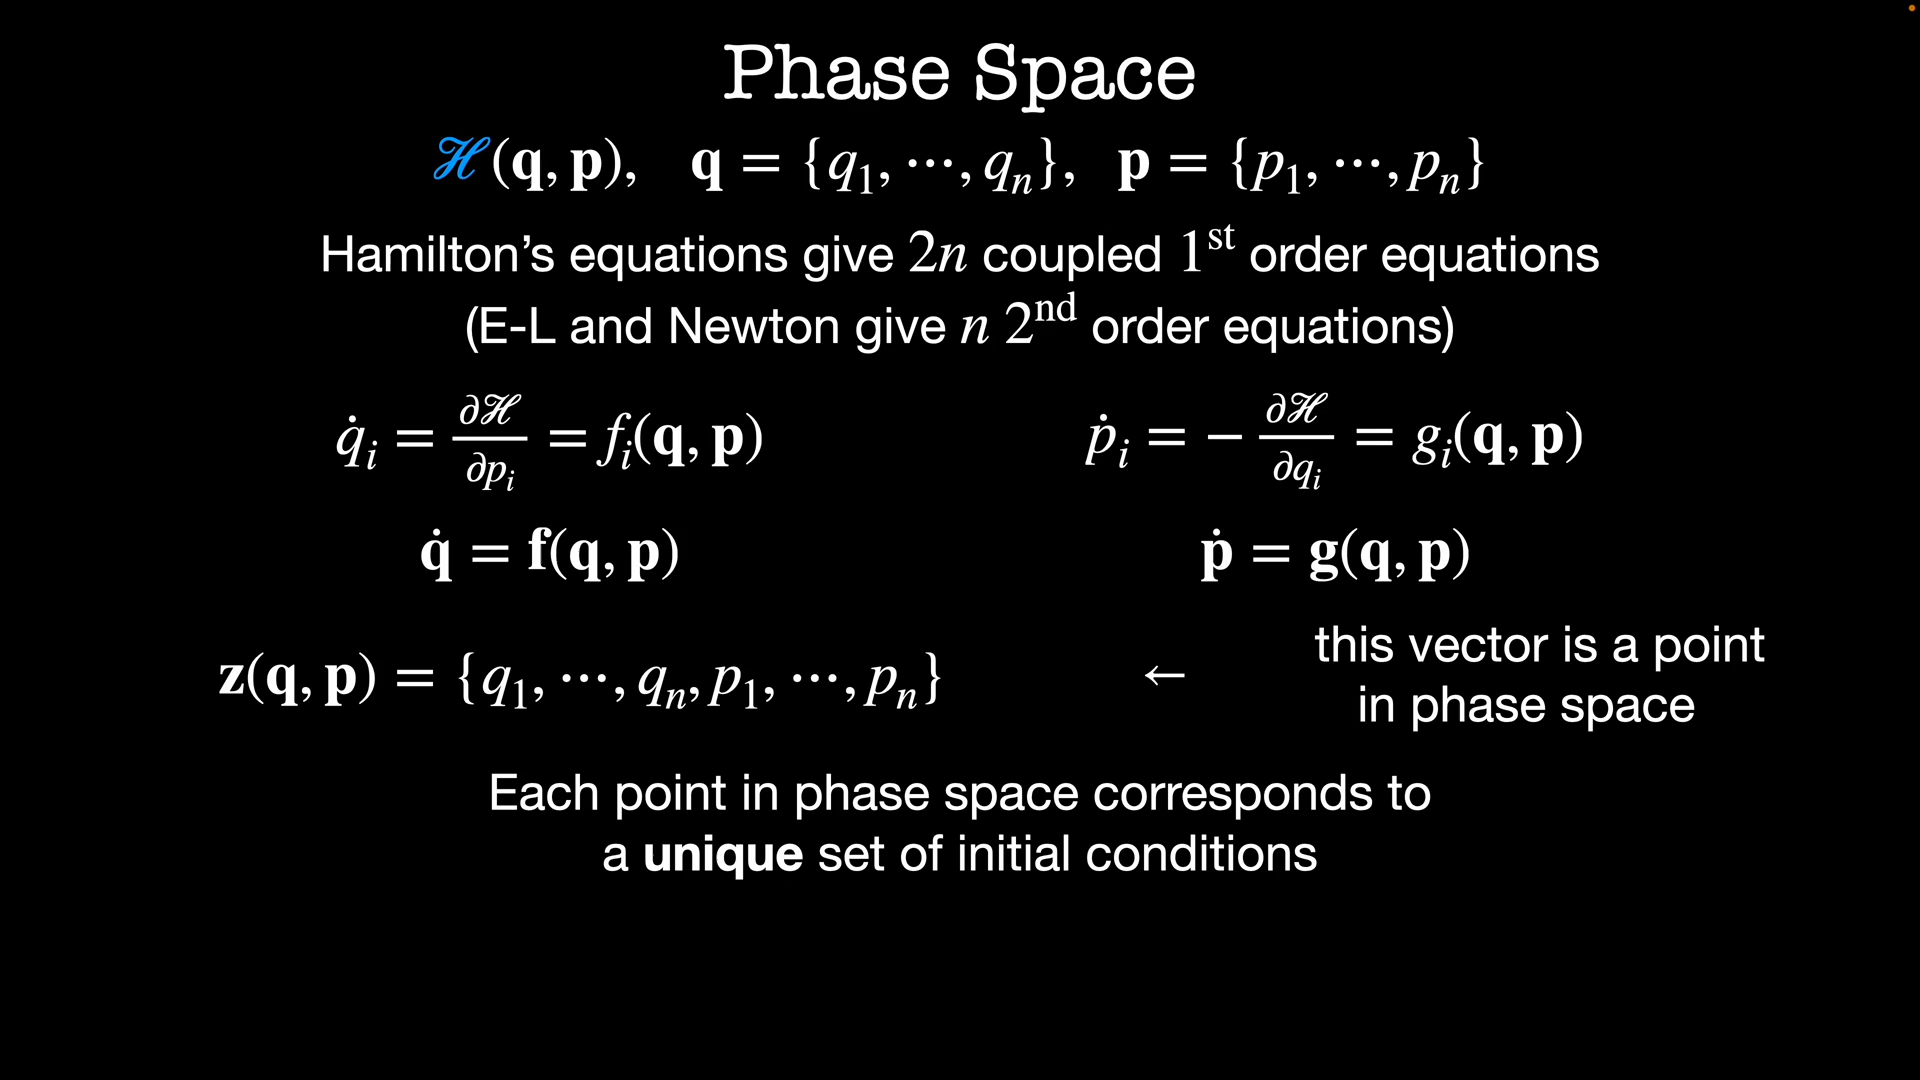 Phase Space
ℋ(q, p), q = {q₁, ⋯, qₙ}, p = {p₁, ⋯, pₙ}
Hamilton’s equations give 2n coupled 1ˢᵗ order equations
(E-L and Newton give n 2ⁿᵈ order equations)
q̇ᵢ = ∂ℋ/∂pᵢ = fᵢ(q, p) ṗᵢ = − ∂ℋ/∂qᵢ = gᵢ(q, p)
q̇ = f(q, p) ṗ = g(q, p)
z(q, p) = {q₁, ⋯, qₙ, p₁, ⋯, pₙ} ←
this vector is a point
in phase space
Each point in phase space corresponds to
a unique set of initial conditions